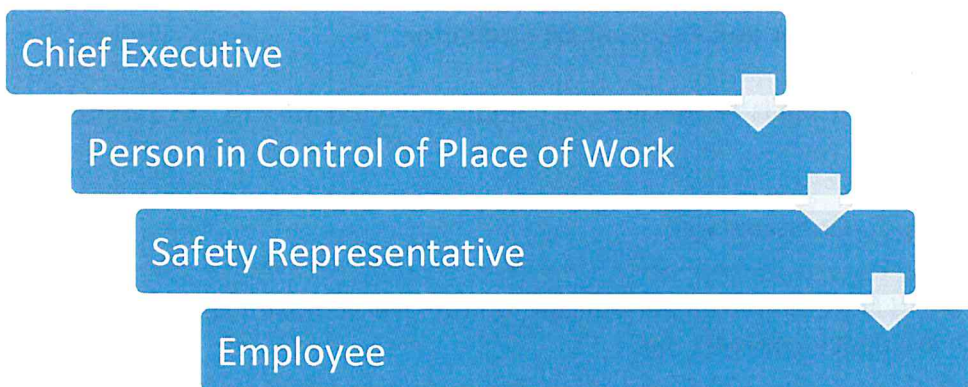 Chief Executive
Person in Control of Place of Work
Safety Representative
Employee